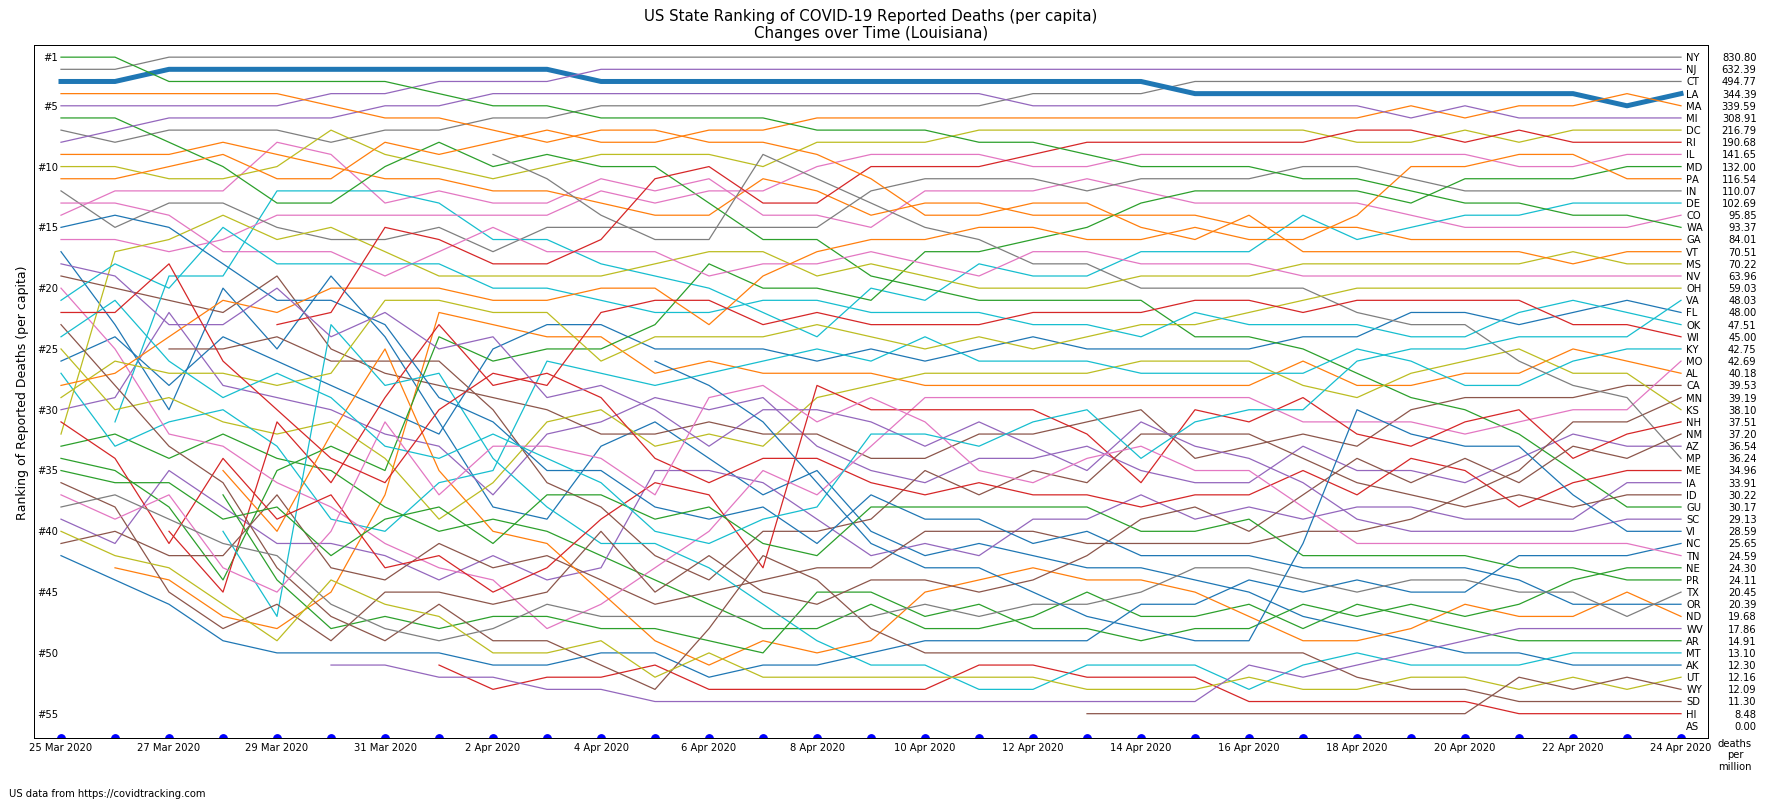 US State Ranking of COVID-19 Reported Deaths (per capita)
Changes over Time (Louisiana)
Ranking of Reported Deaths (per capita)
#1
#5
#10
#15
#20
#25
#30
#35
#40
#45
#50
#55
NY 830.80
NJ 632.39
CT 494.77
LA 344.39
MA 339.59
MI 308.91
DC 216.79
RI 190.68
IL 141.65
MD 132.00
PA 116.54
IN 110.07
DE 102.69
CO 95.85
WA 93.37
GA 84.01
VT 70.51
MS 70.22
NV 63.96
OH 59.03
VA 48.03
FL 48.00
OK 47.51
WI 45.00
KY 42.75
MO 42.69
AL 40.18
CA 39.53
MN 39.19
KS 38.10
NH 37.51
NM 37.20
AZ 36.54
MP 36.24
ME 34.96
IA 33.91
ID 30.22
GU 30.17
SC 29.13
VI 28.59
NC 25.65
TN 24.59
NE 24.30
PR 24.11
TX 20.45
OR 20.39
ND 19.68
WV 17.86
AR 14.91
MT 13.10
AK 12.30
UT 12.16
WY 12.09
SD 11.30
HI 8.48
AS 0.00
25 Mar 2020 27 Mar 2020 29 Mar 2020 31 Mar 2020 2 Apr 2020 4 Apr 2020 6 Apr 2020 8 Apr 2020 10 Apr 2020 12 Apr 2020 14 Apr 2020 16 Apr 2020 18 Apr 2020 20 Apr 2020 22 Apr 2020 24 Apr 2020
deaths
per
million
US data from https://covidtracking.com